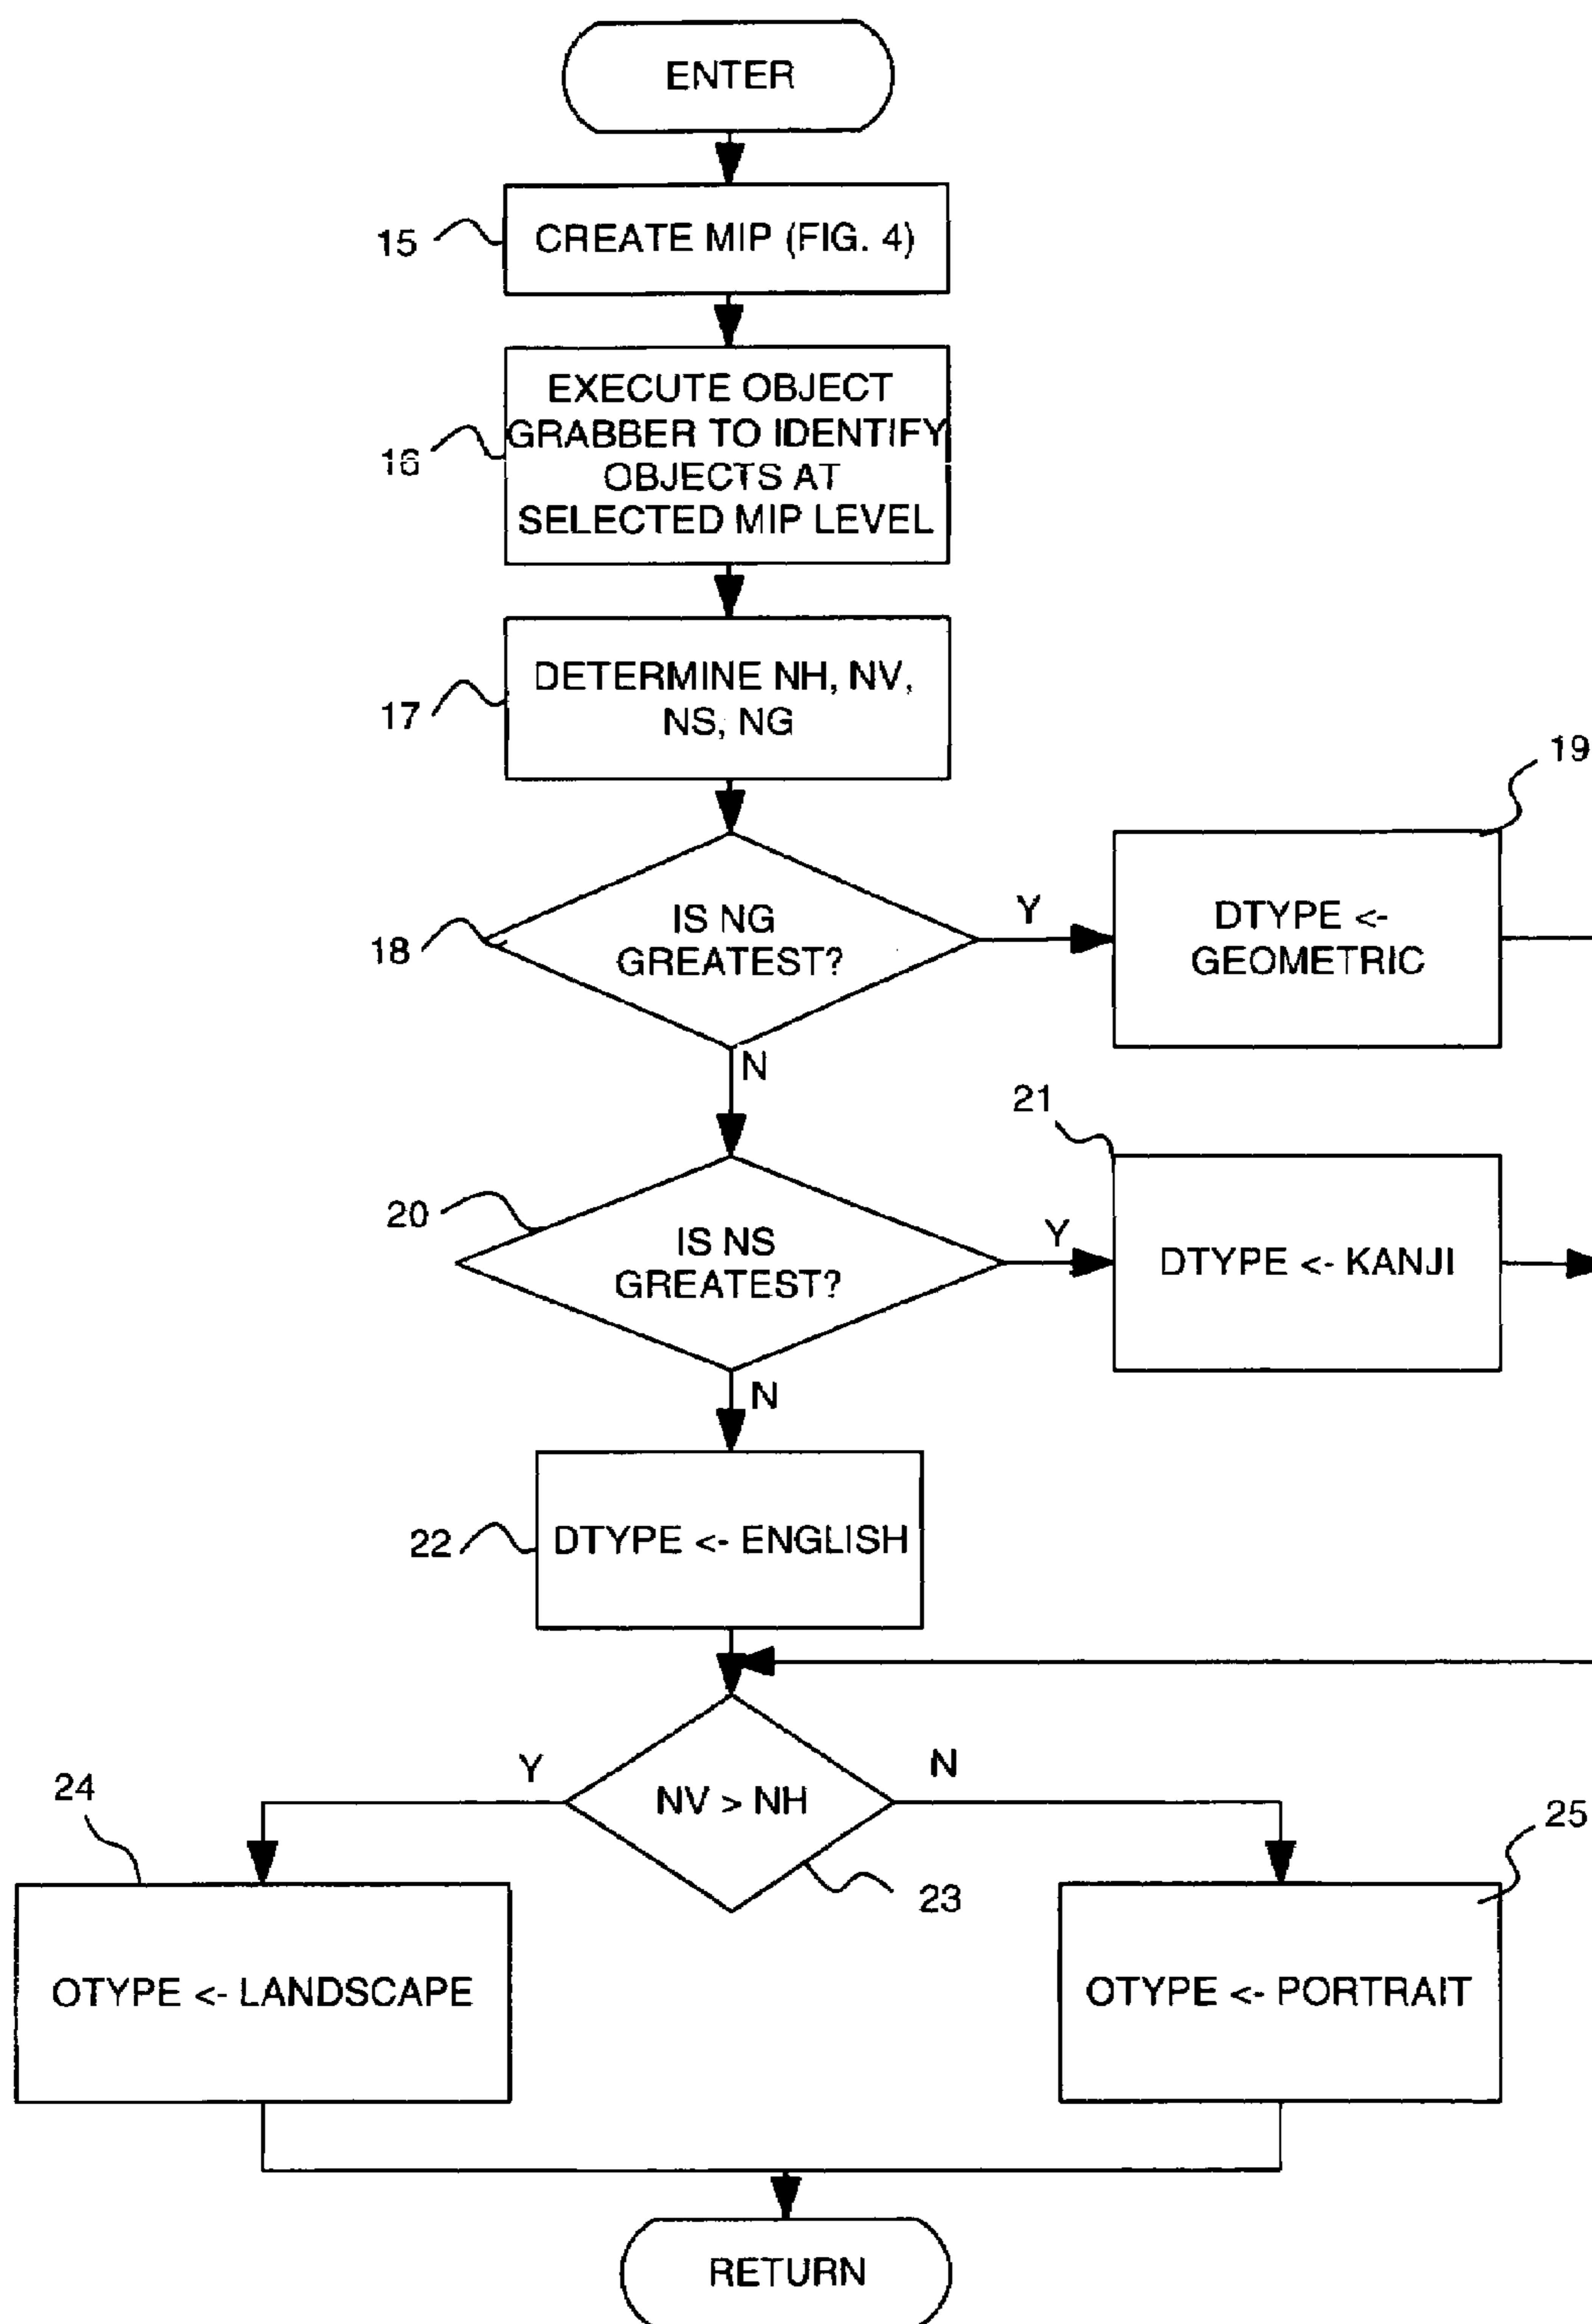 ENTER
15
CREATE MIP (FIG. 4)
16
EXECUTE OBJECT
GRABBER TO IDENTIFY
OBJECTS AT
SELECTED MIP LEVEL
17
DETERMINE NH, NV,
NS, NG
18
IS NG
GREATEST?
Y
19
DTYPE <-
GEOMETRIC
N
20
IS NS
GREATEST?
Y
21
DTYPE <- KANJI
N
22
DTYPE <- ENGLISH
Y
NV > NH
N
23
24
OTYPE <- LANDSCAPE
25
OTYPE <- PORTRAIT
RETURN